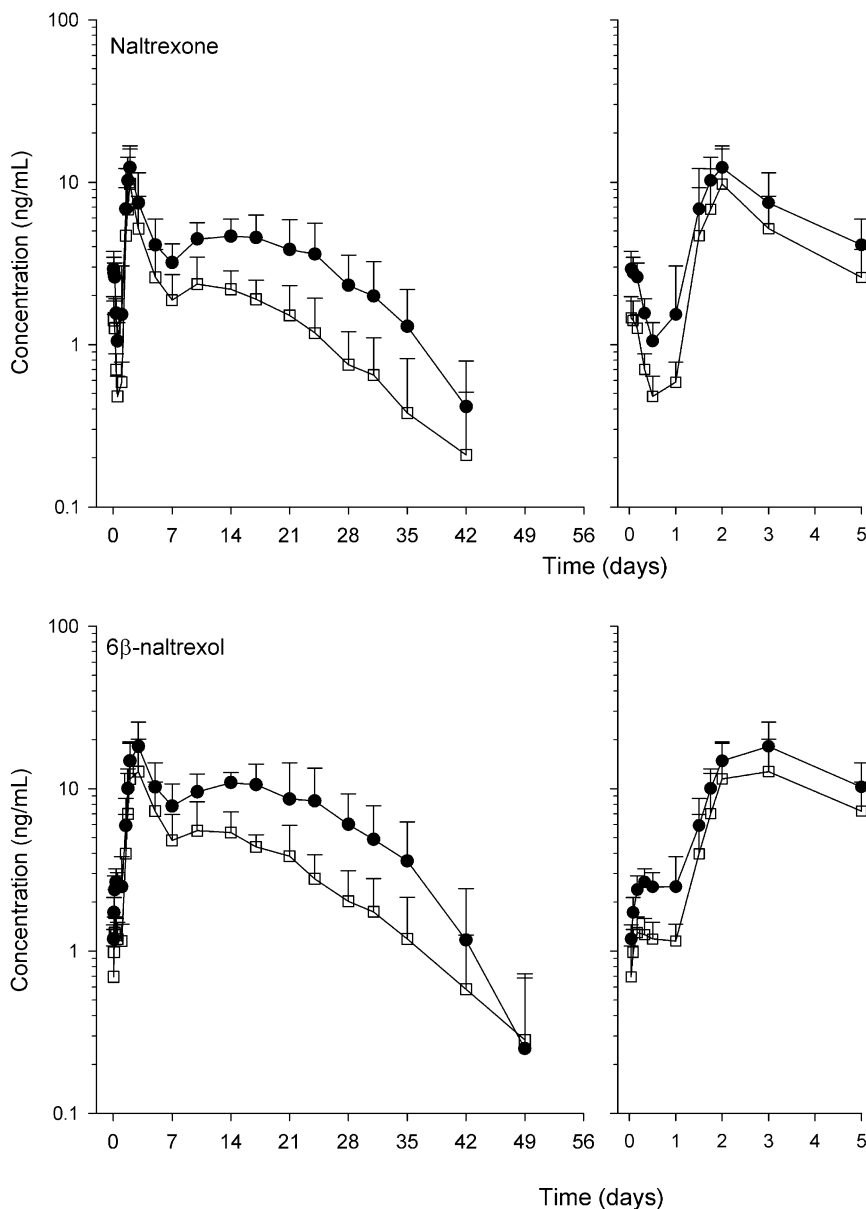 Naltrexone
Concentration (ng/mL)
100
10
1
0.1
0 7 14 21 28 35 42 49 56
0 1 2 3 4 5
Time (days)
6β-naltrexol
Concentration (ng/mL)
100
10
1
0.1
0 7 14 21 28 35 42 49 56
0 1 2 3 4 5
Time (days)